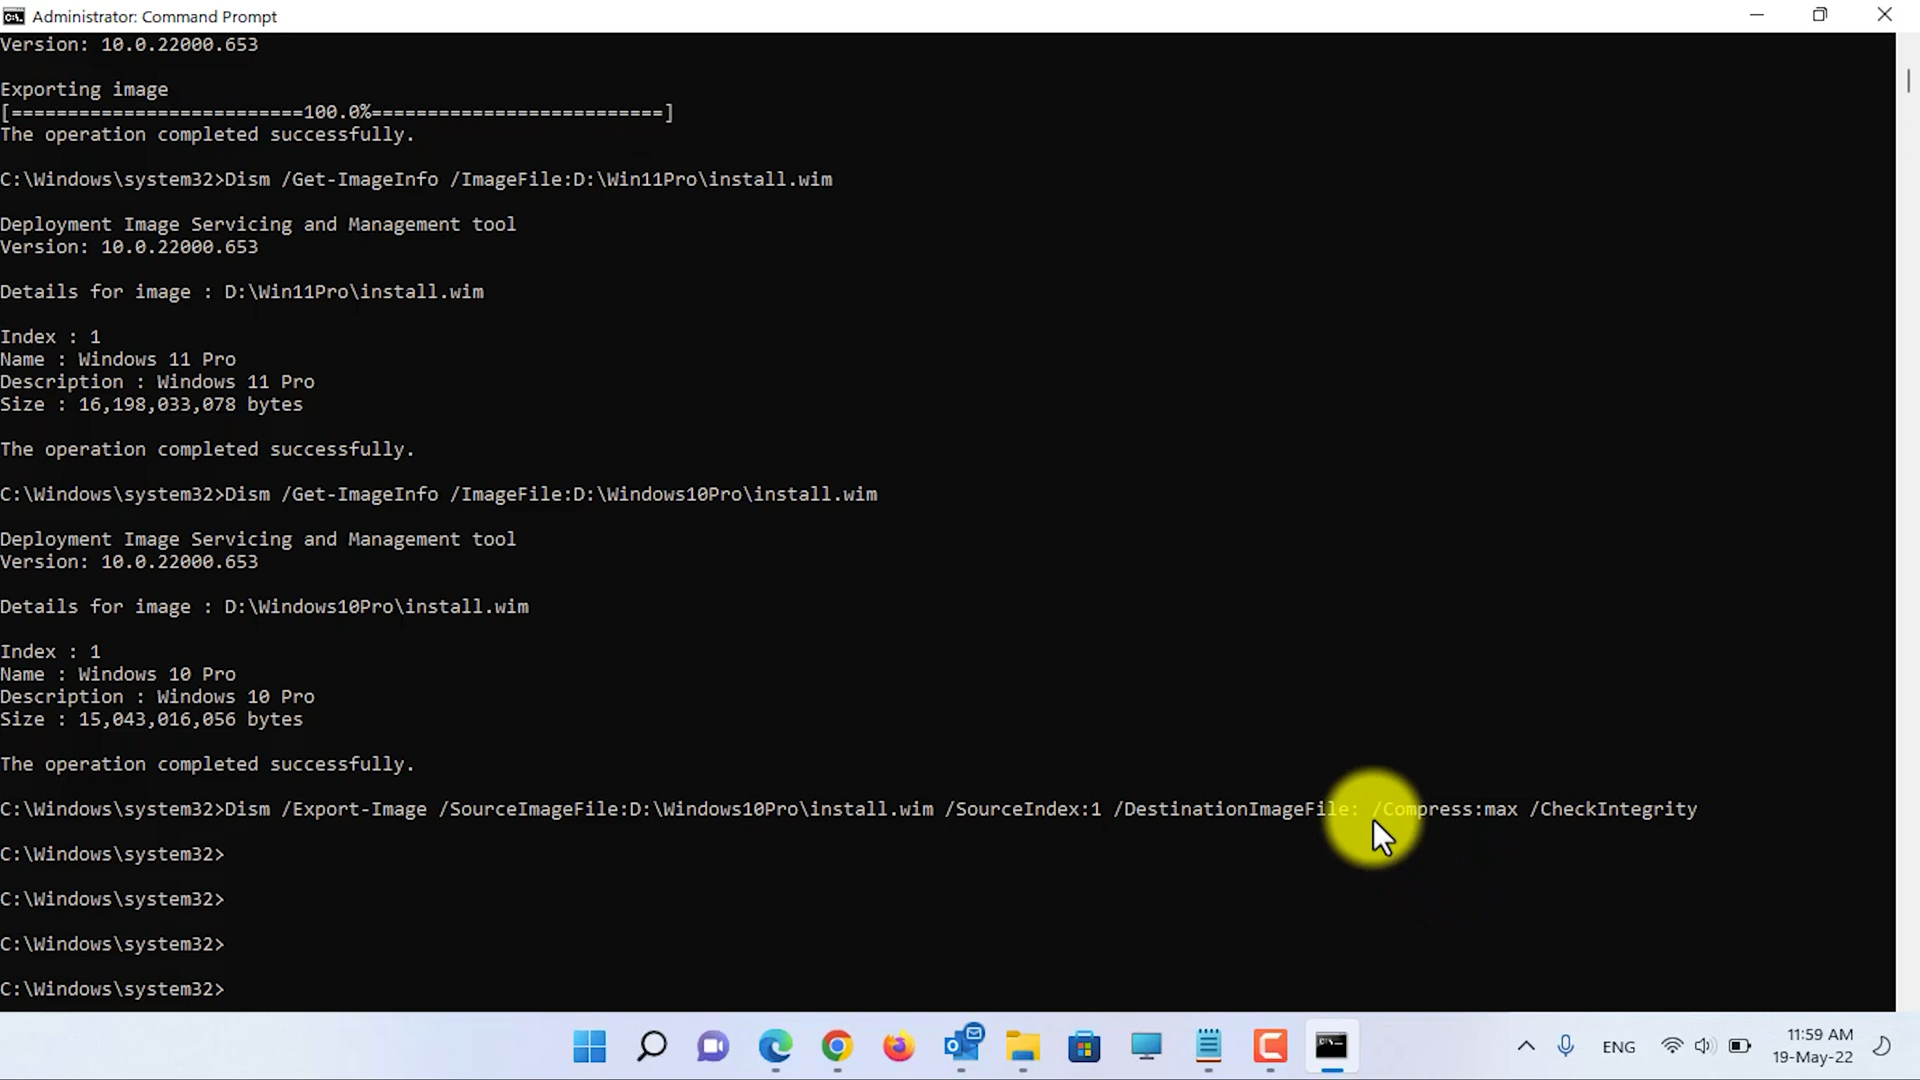 Administrator: Command Prompt
Version: 10.0.22000.653
Exporting image
[==========================100.0%==========================]
The operation completed successfully.
C:\Windows\system32>Dism /Get-ImageInfo /ImageFile:D:\Win11Pro\install.wim
Deployment Image Servicing and Management tool
Version: 10.0.22000.653
Details for image : D:\Win11Pro\install.wim
Index : 1
Name : Windows 11 Pro
Description : Windows 11 Pro
Size : 16,198,033,078 bytes
The operation completed successfully.
C:\Windows\system32>Dism /Get-ImageInfo /ImageFile:D:\Windows10Pro\install.wim
Deployment Image Servicing and Management tool
Version: 10.0.22000.653
Details for image : D:\Windows10Pro\install.wim
Index : 1
Name : Windows 10 Pro
Description : Windows 10 Pro
Size : 15,043,016,056 bytes
The operation completed successfully.
C:\Windows\system32>Dism /Export-Image /SourceImageFile:D:\Windows10Pro\install.wim /SourceIndex:1 /DestinationImageFile: /Compress:max /CheckIntegrity
C:\Windows\system32>
C:\Windows\system32>
C:\Windows\system32>
C:\Windows\system32>
ENG
11:59 AM
19-May-22